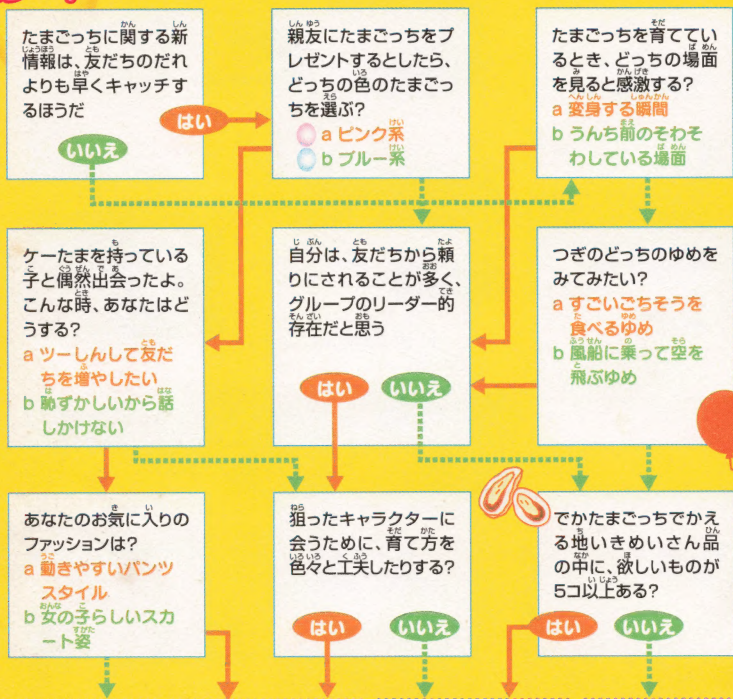 たまごっちに関する新
情報は、友だちのだれ
よりも早くキャッチす
るほうだ
はい
いいえ
親友にたまごっちをプ
レゼントするとしたら、
どっちの色のたまごっ
ちを選ぶ?
a ピンク系
b ブルー系
たまごっちを育ててい
るとき、どっちの場面
を見ると感激する?
a 変身する瞬間
b うんち前のそわそ
わしている場面
ケーたまを持っている
子と偶然出会ったよ。
こんな時、あなたはど
うする?
a ツーしんして友だ
ちを増やしたい
b 恥ずかしいから話
しかけない
自分は、友だちから頼
りにされることが多く、
グループのリーダー的
存在だと思う
はい
いいえ
つぎのどっちのゆめを
みてみたい?
a すごいごちそうを
食べるゆめ
b 風船に乗って空を
飛ぶゆめ
あなたのお気に入りの
ファッションは?
a 動きやすいパンツ
スタイル
b 女の子らしいスカ
ート姿
狙ったキャラクターに
会うために、育て方を
色々と工夫したりする?
はい
いいえ
でかたまごっちでかえ
る地いきめいさん品
の中に、欲しいものが
5コ以上ある?
はい
いいえ